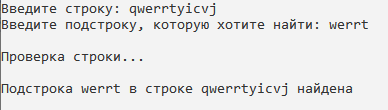 Введите строку: qwerrtyicvj
Введите подстроку, которую хотите найти: werrt
Проверка строки...
Подстрока werrt в строке qwerrtyicvj найдена